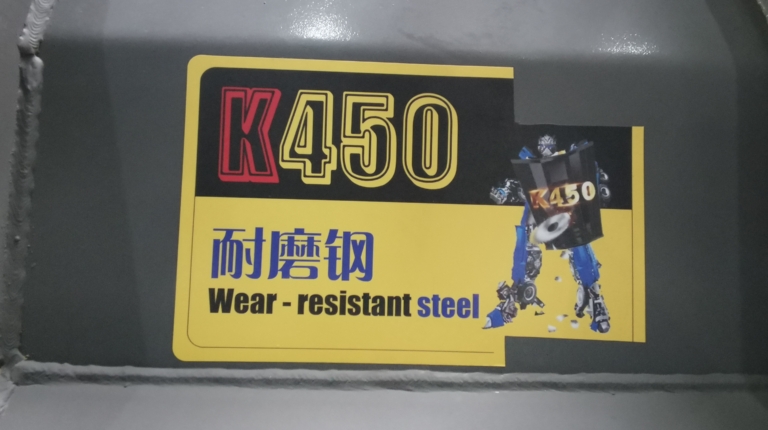 K450
耐磨钢
Wear - resistant steel
K450